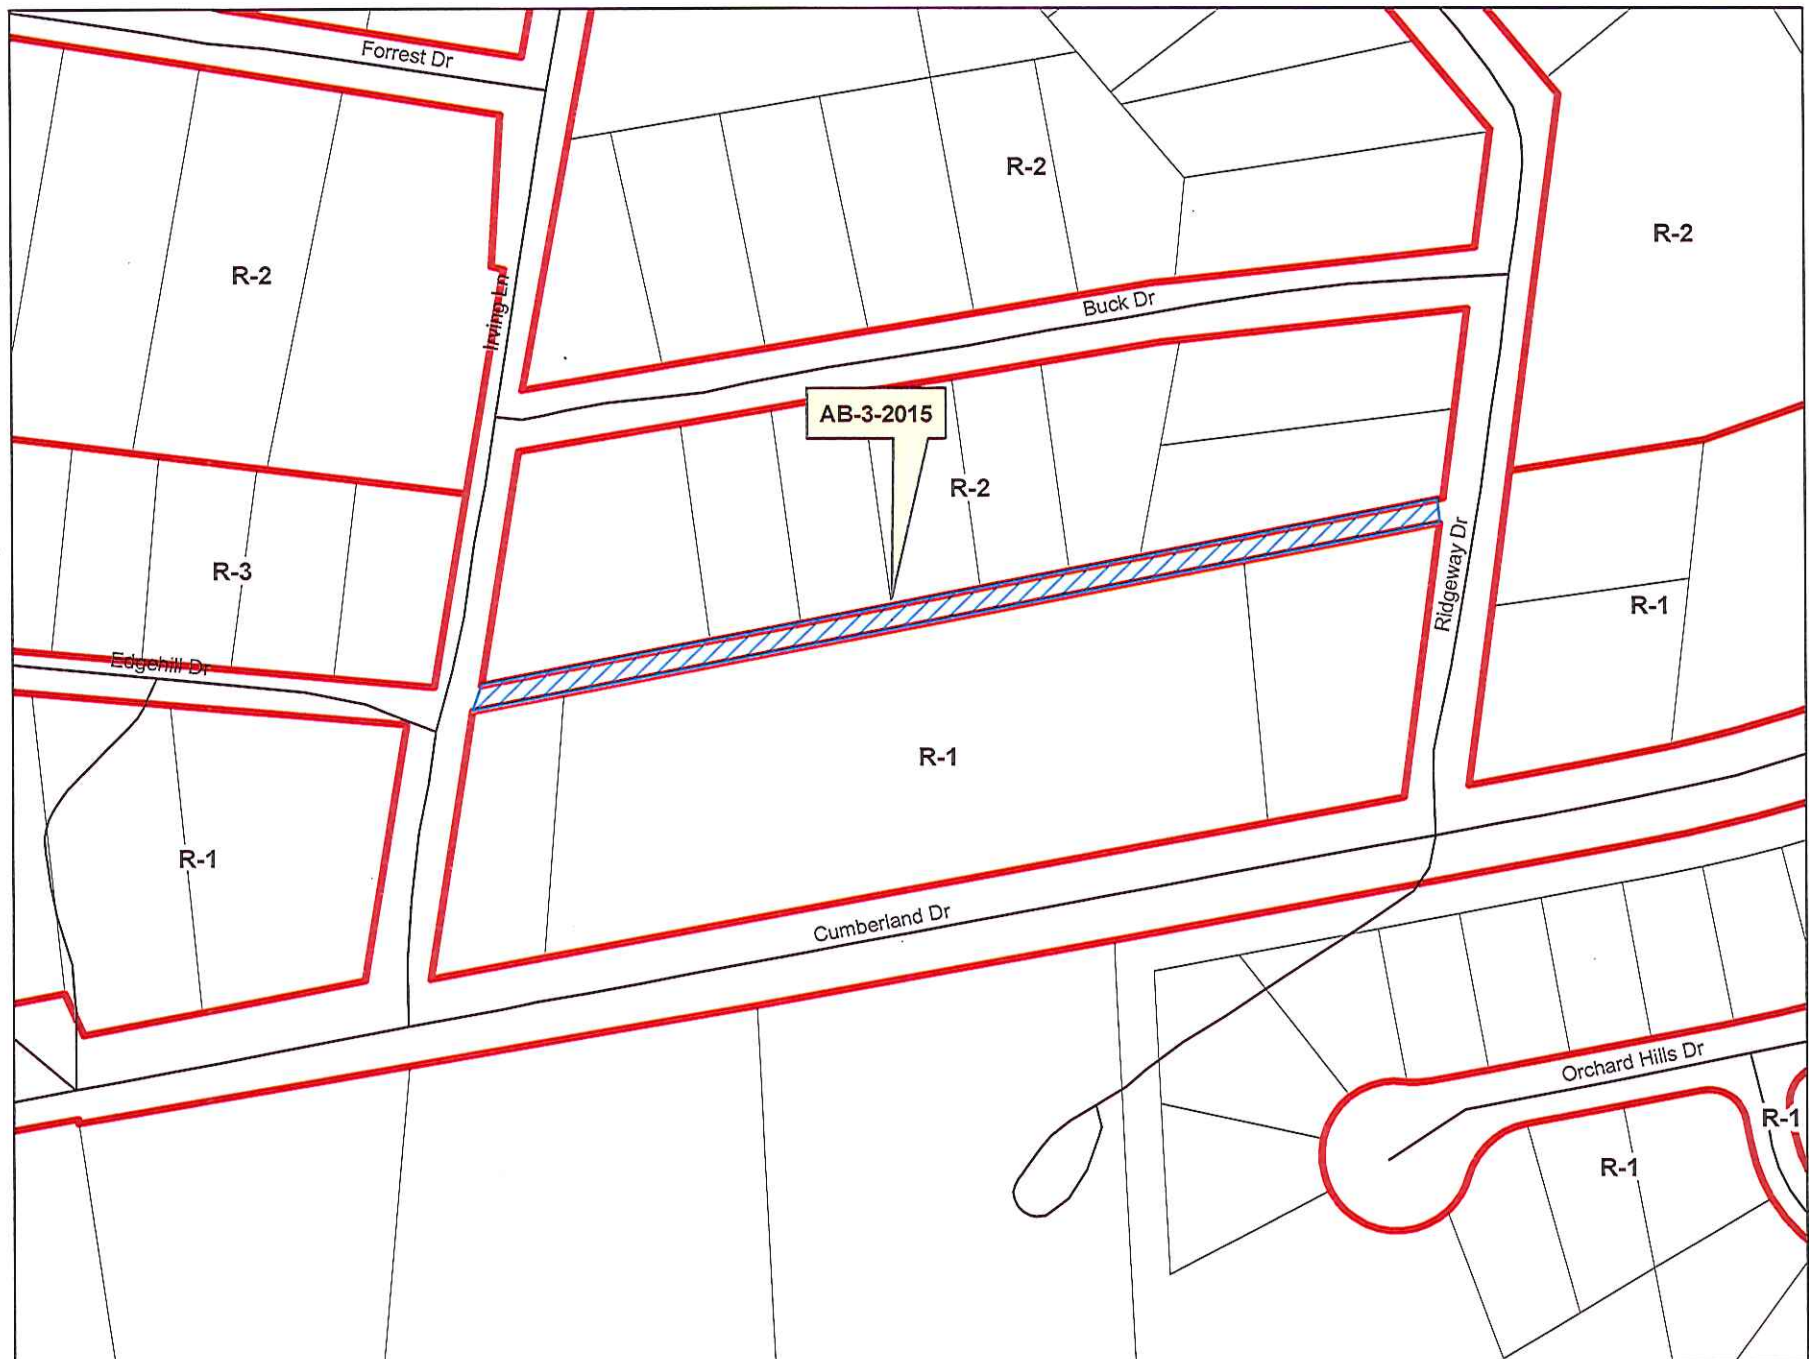 Forrest Dr
R-2
R-2
R-2
Irving Ln
Buck Dr
AB-3-2015
R-2
R-3
Ridgeway Dr
R-1
Edgehill Dr
R-1
R-1
Cumberland Dr
Orchard Hills Dr
R-1
R-1